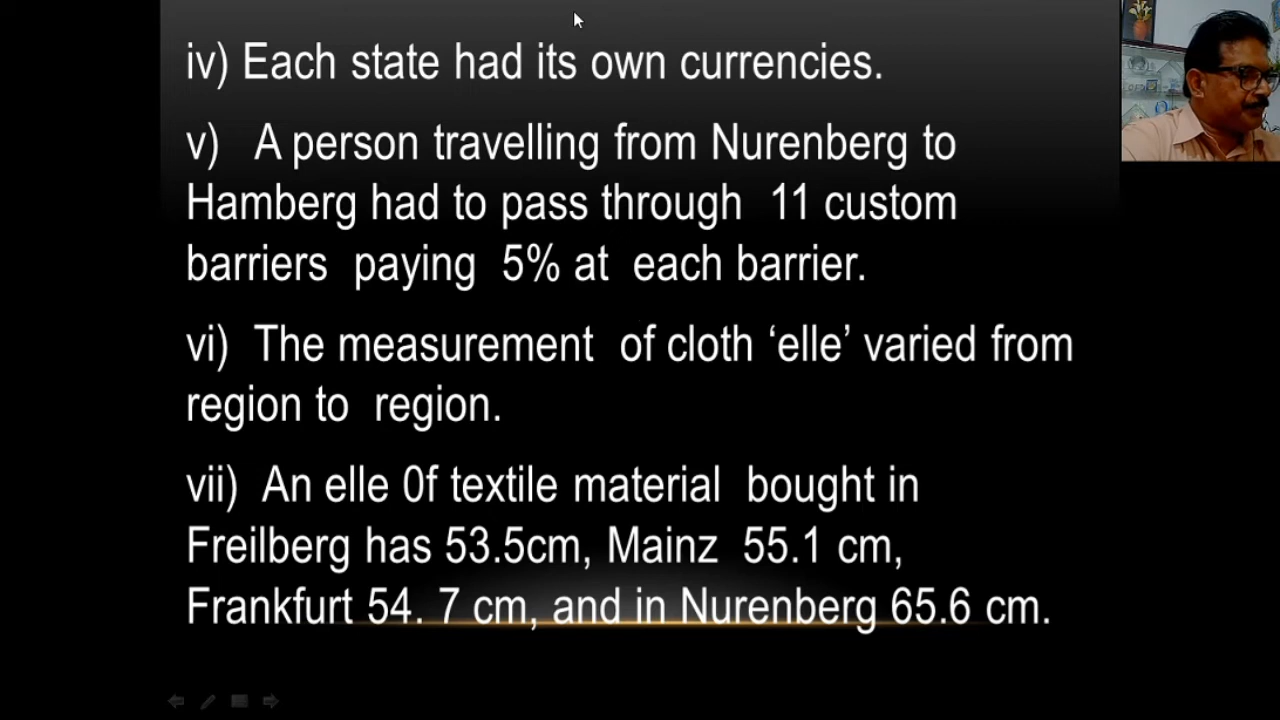 iv) Each state had its own currencies.
v) A person travelling from Nurenberg to
Hamberg had to pass through 11 custom
barriers paying 5% at each barrier.
vi) The measurement of cloth ‘elle’ varied from
region to region.
vii) An elle 0f textile material bought in
Freilberg has 53.5cm, Mainz 55.1 cm,
Frankfurt 54. 7 cm, and in Nurenberg 65.6 cm.